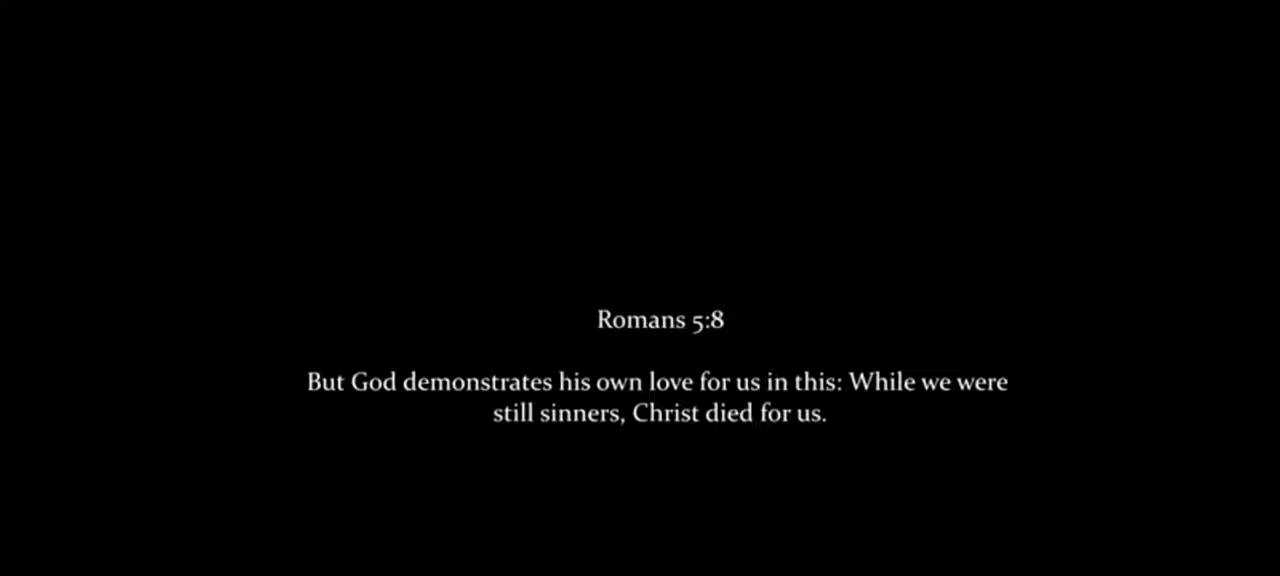 Romans 5:8
But God demonstrates his own love for us in this: While we were
still sinners, Christ died for us.